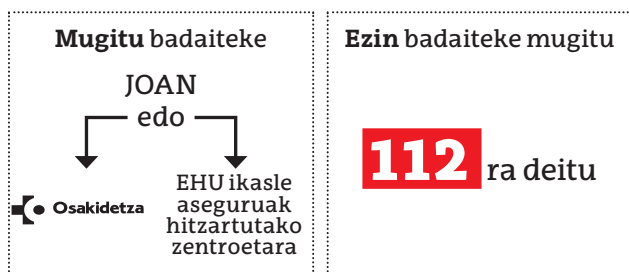 Mugitu badaiteke
JOAN
edo
Osakidetza
EHU ikasle
aseguruak
hitzartutako
zentroetara
Ezin badaiteke mugitu
112 ra deitu